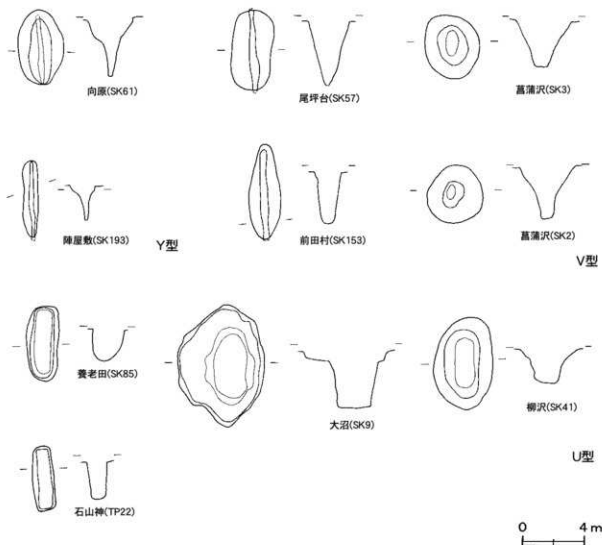 向原(SK61)
尾坪台(SK57)
菖蒲沢(SK3)
陣屋敷(SK193)
Y型
前田村(SK153)
菖蒲沢(SK2)
V型
養老田(SK85)
大沼(SK9)
柳沢(SK41)
U型
石山神(TP22)
0 4 m